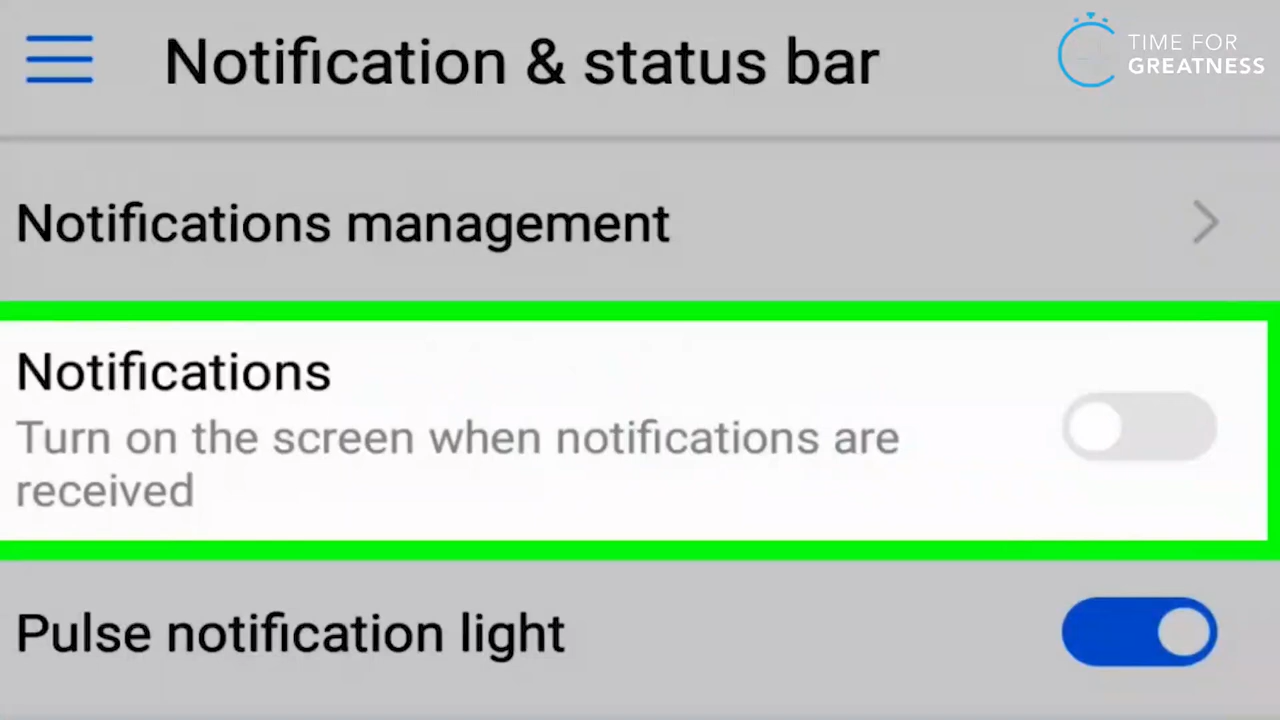 Notification & status bar
TIME FOR
GREATNESS
Notifications management
Notifications
Turn on the screen when notifications are
received
Pulse notification light